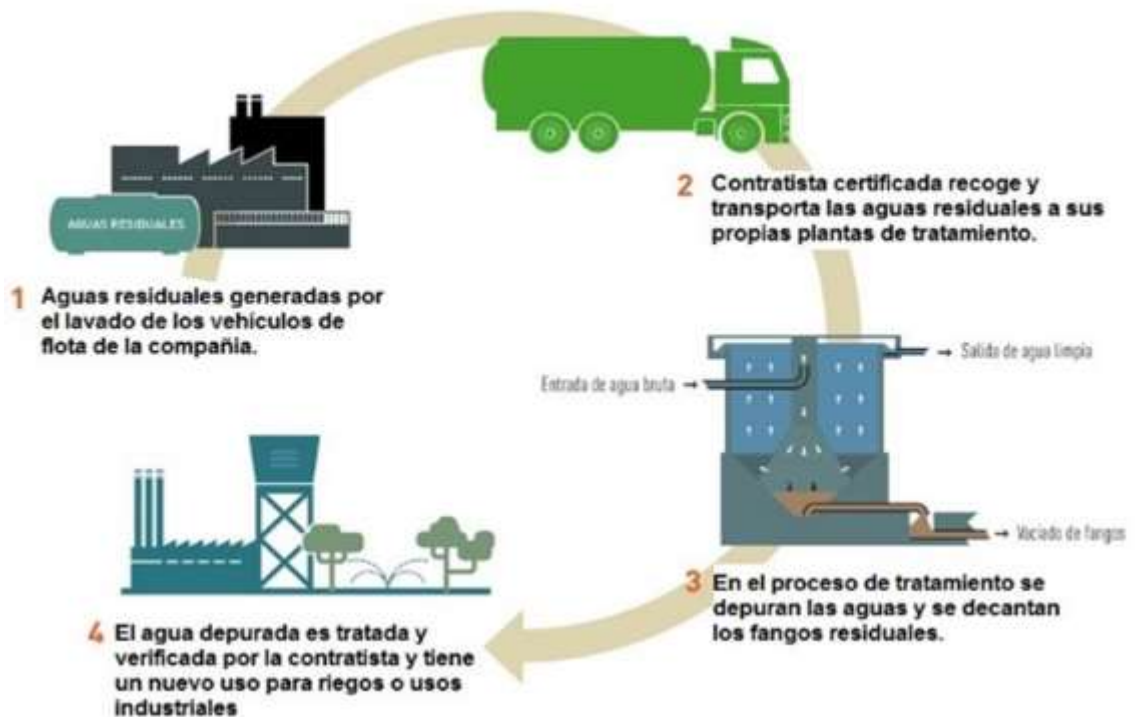 AGUAS RESIDUALES
1 Aguas residuales generadas por
el lavado de los vehículos de
flota de la compañia.
2 Contratista certificada recoge y
transporta las aguas residuales a sus
propias plantas de tratamiento.
Entrada de agua bruta →
→ Salida de agua limpia
→ Vaciado de fangos
3 En el proceso de tratamiento se
depuran las aguas y se decantan
los fangos residuales.
4 El agua depurada es tratada y
verificada por la contratista y tiene
un nuevo uso para riegos o usos
industriales